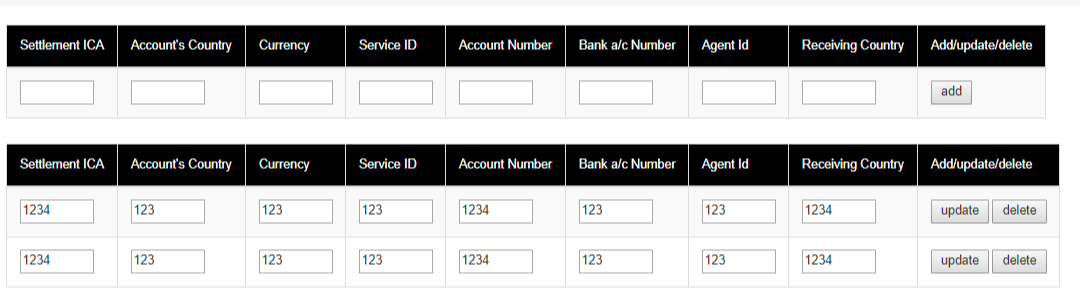 Settlement ICA Account's Country Currency Service ID Account Number Bank a/c Number Agent Id Receiving Country Add/update/delete
add
Settlement ICA Account's Country Currency Service ID Account Number Bank a/c Number Agent Id Receiving Country Add/update/delete
1234 123 123 123 1234 123 123 1234 update delete
1234 123 123 123 1234 123 123 1234 update delete